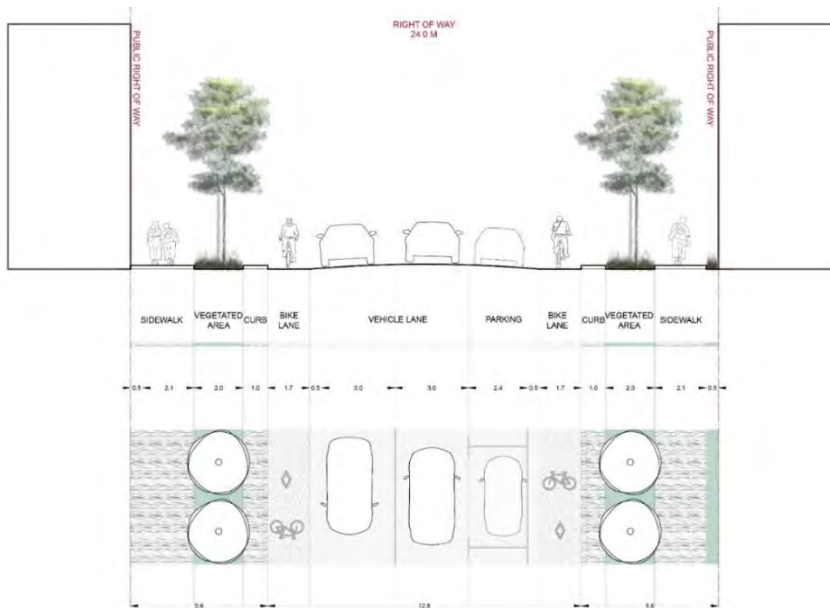 RIGHT OF WAY
24.0 M
PUBLIC RIGHT OF WAY
PUBLIC RIGHT OF WAY
SIDEWALK
VEGETATED
AREA
CURB
BIKE
LANE
VEHICLE LANE
PARKING
BIKE
LANE
CURB
VEGETATED
AREA
SIDEWALK
0.5 2.1 2.0 1.0 1.7 0.5 3.0 3.0 2.4 0.5 1.7 1.0 2.0 2.1 0.5
5.6 12.8 5.6